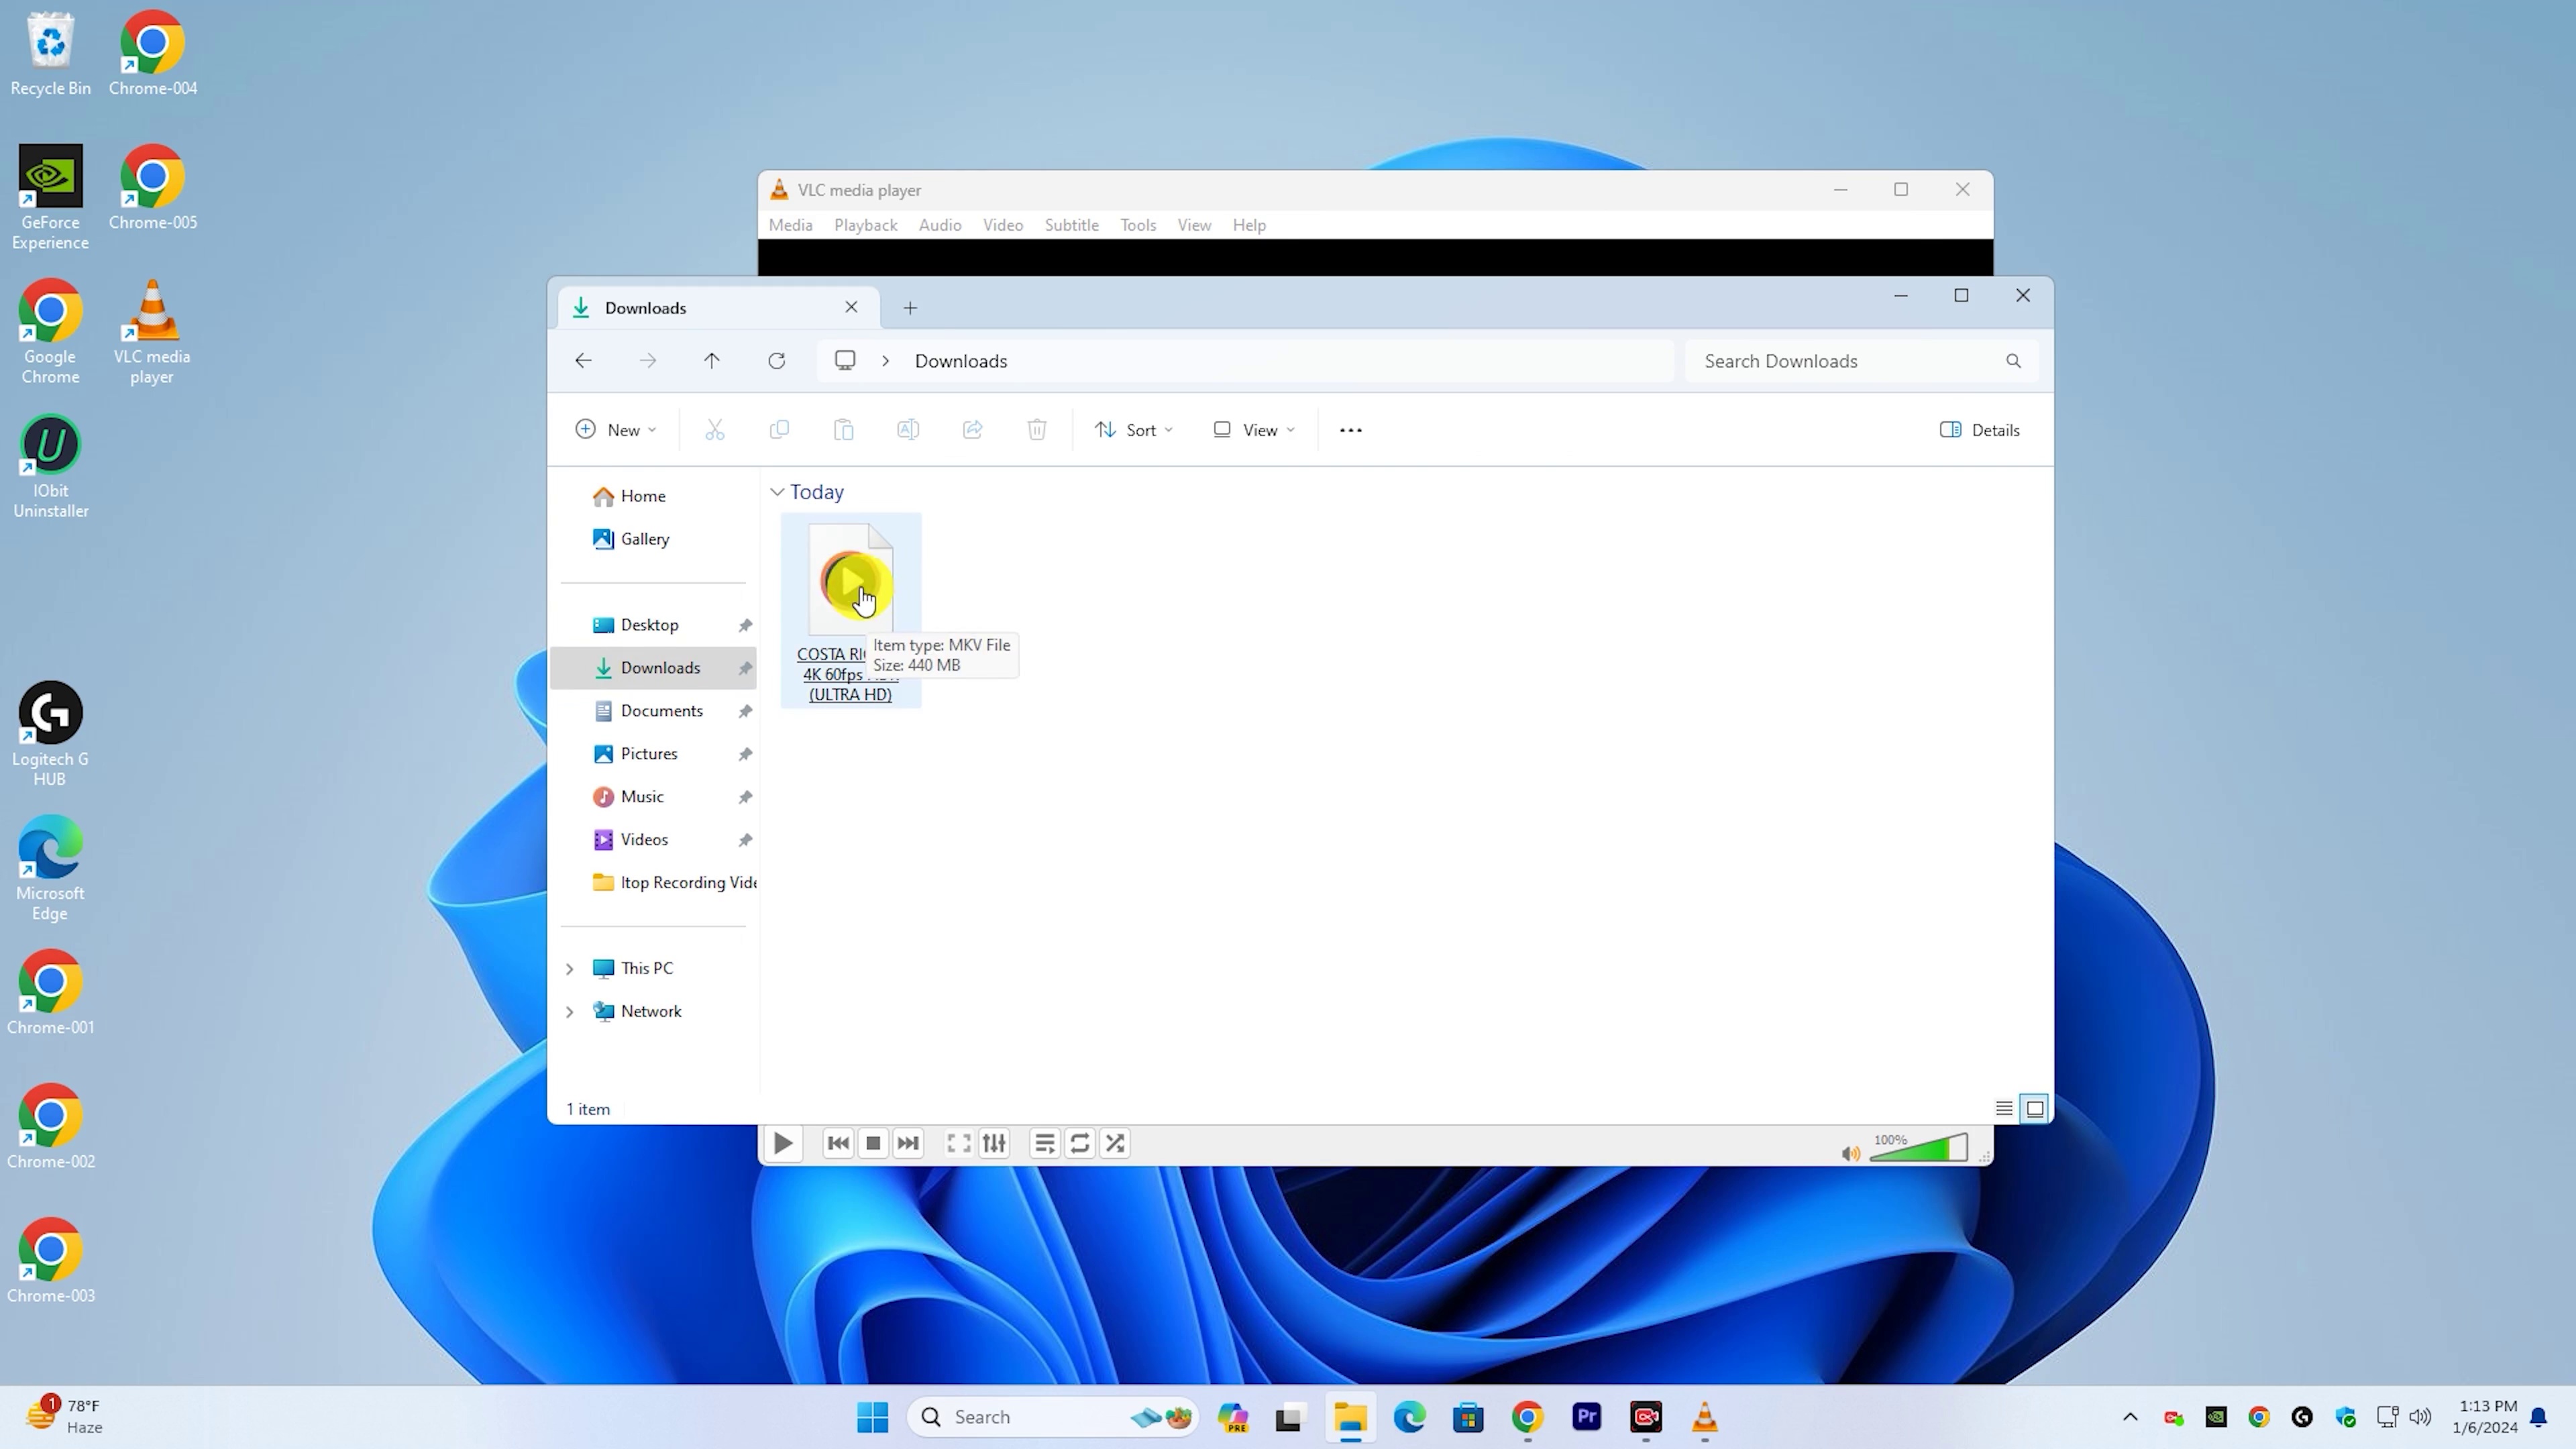 Recycle Bin
Chrome-004
GeForce
Experience
Chrome-005
Google
Chrome
VLC media
player
IObit
Uninstaller
Logitech G
HUB
Microsoft
Edge
Chrome-001
Chrome-002
Chrome-003
VLC media player
Media Playback Audio Video Subtitle Tools View Help
Downloads
Downloads
Search Downloads
New
Sort
View
Details
Home
Gallery
Desktop
Downloads
Documents
Pictures
Music
Videos
Itop Recording Vide
This PC
Network
Today
COSTA RI
4K 60fps
(ULTRA HD)
Item type: MKV File
Size: 440 MB
1 item
100%
1
78°F
Haze
Search
PRE
Pr
1:13 PM
1/6/2024